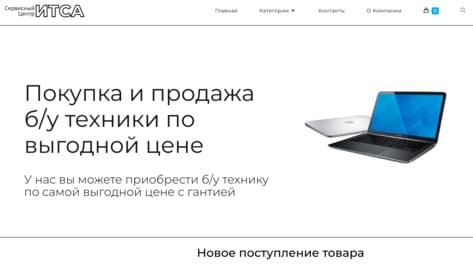 Сервисный
Центр ИТСА
Главная Категории Контакты О Компании 0
Покупка и продажа
б/у техники по
выгодной цене
У нас вы можете приобрести б/у технику
по самой выгодной цене с гантией
Новое поступление товара